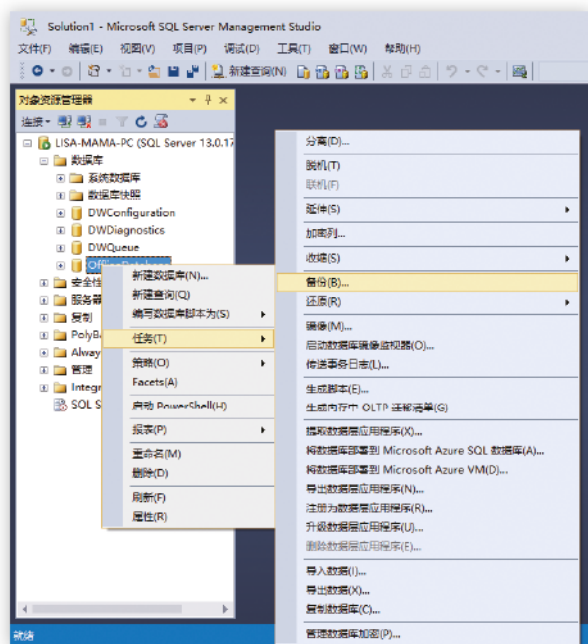 Solution1 - Microsoft SQL Server Management Studio
文件(F) 编辑(E) 视图(V) 项目(P) 调试(D) 工具(T) 窗口(W) 帮助(H)
新建查询(N)
对象资源管理器
连接
LISA-MAMA-PC (SQL Server 13.0.17
数据库
系统数据库
数据库快照
DWConfiguration
DWDiagnostics
DWQueue
OfficeDatabase
安全性
服务器
复制
PolyB
Alway
管理
Integr
SQL S
新建数据库(N)...
新建查询(Q)
编写数据库脚本为(S)
任务(T)
策略(O)
Facets(A)
启动 PowerShell(H)
报表(P)
重命名(M)
删除(D)
刷新(F)
属性(R)
分离(D)...
脱机(T)
联机(F)
延伸(S)
加密列...
收缩(S)
备份(B)...
还原(R)
镜像(M)...
启动数据库镜像监视器(O)...
传送事务日志(L)...
生成脚本(E)...
生成内存中 OLTP 迁移清单(G)
提取数据层应用程序(X)...
将数据库部署到 Microsoft Azure SQL 数据库(A)...
将数据库部署到 Microsoft Azure VM(D)...
导出数据层应用程序(N)...
注册为数据层应用程序(R)...
升级数据层应用程序(U)...
删除数据层应用程序(E)...
导入数据(I)...
导出数据(X)...
复制数据库(C)...
管理数据库加密(P)...
就绪